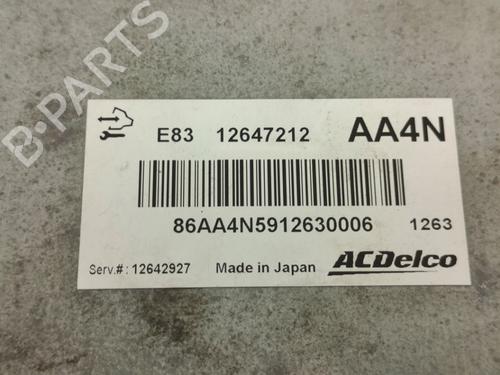 B-PARTS
E83 12647212 AA4N
86AA4N5912630006 1263
Serv.# : 12642927 Made in Japan ACDelco